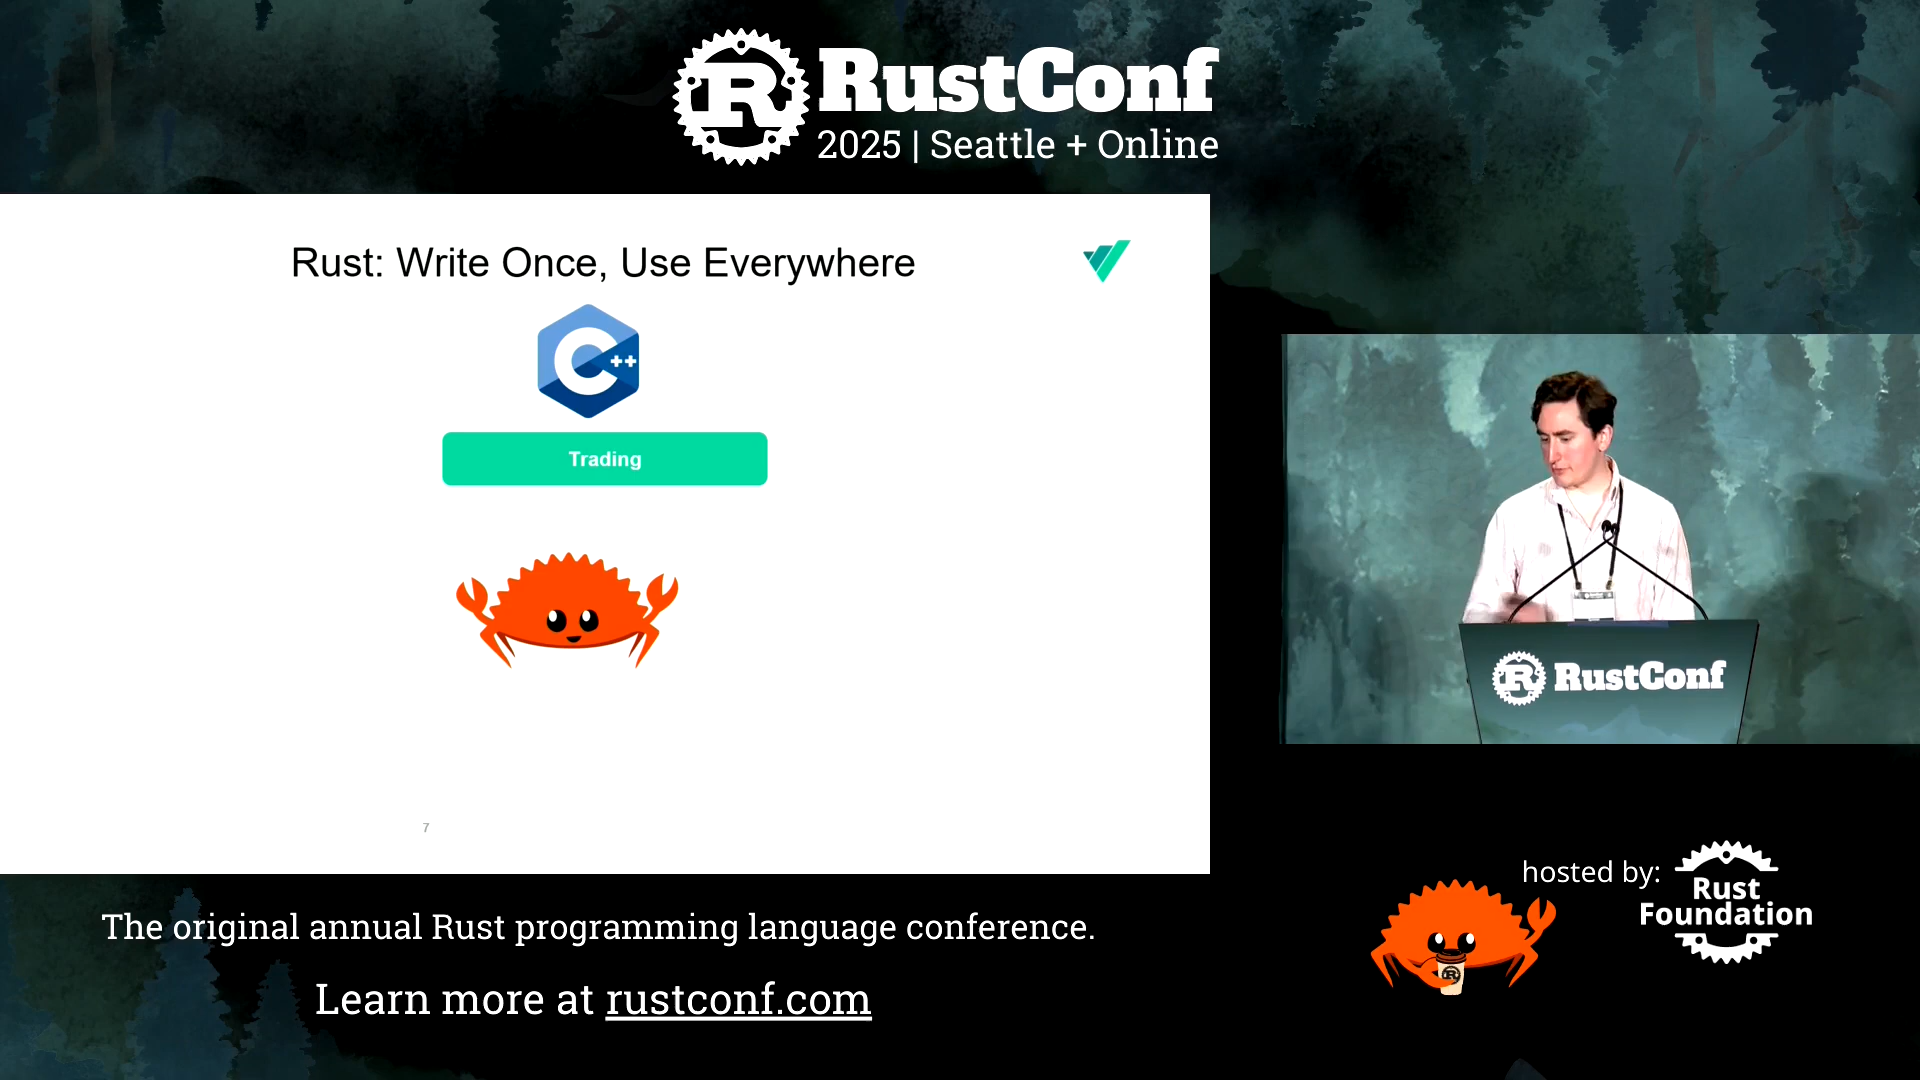 RustConf
2025 | Seattle + Online
Rust: Write Once, Use Everywhere
C++
Trading
7
RustConf
hosted by:
Rust
Foundation
The original annual Rust programming language conference.
Learn more at rustconf.com